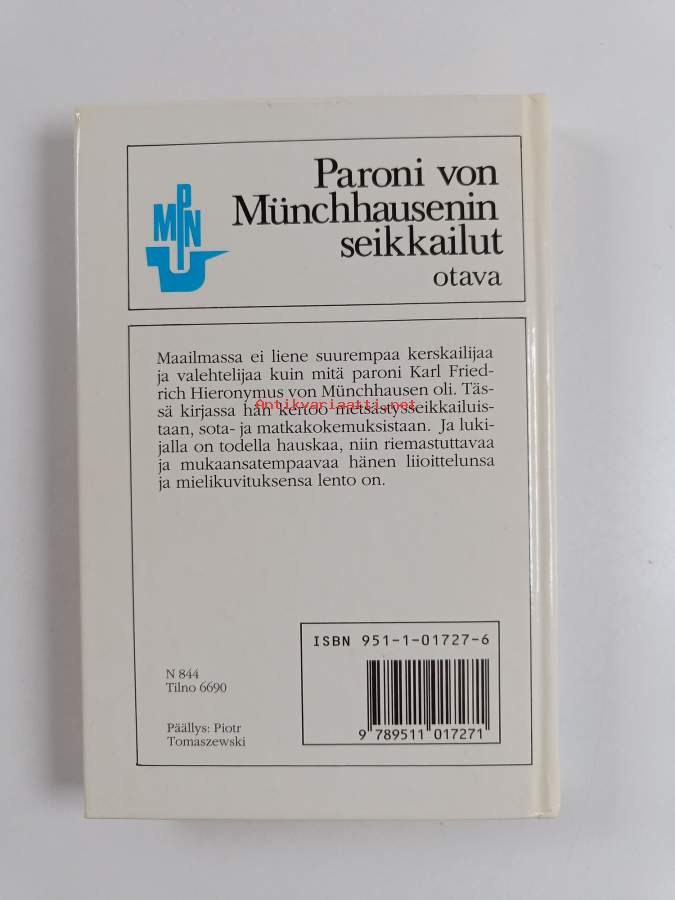 Paroni von
Münchhausenin
seikkailut
otava
P
MPN
Maailmassa ei liene suurempaa kerskailijaa
ja valehtelijaa kuin mitä paroni Karl Fried-
rich Hieronymus von Münchhausen oli. Täs-
Antikvariaatti.net
sä kirjassa hän kertoo metsästysseikkailuis-
taan, sota- ja matkakokemuksistaan. Ja luki-
jalla on todella hauskaa, niin riemastuttavaa
ja mukaansatempaavaa hänen liioittelunsa
ja mielikuvituksensa lento on.
ISBN 951-1-01727-6
9 789511 017271
N 844
Tilno 6690
Päällys: Piotr
Tomaszewski